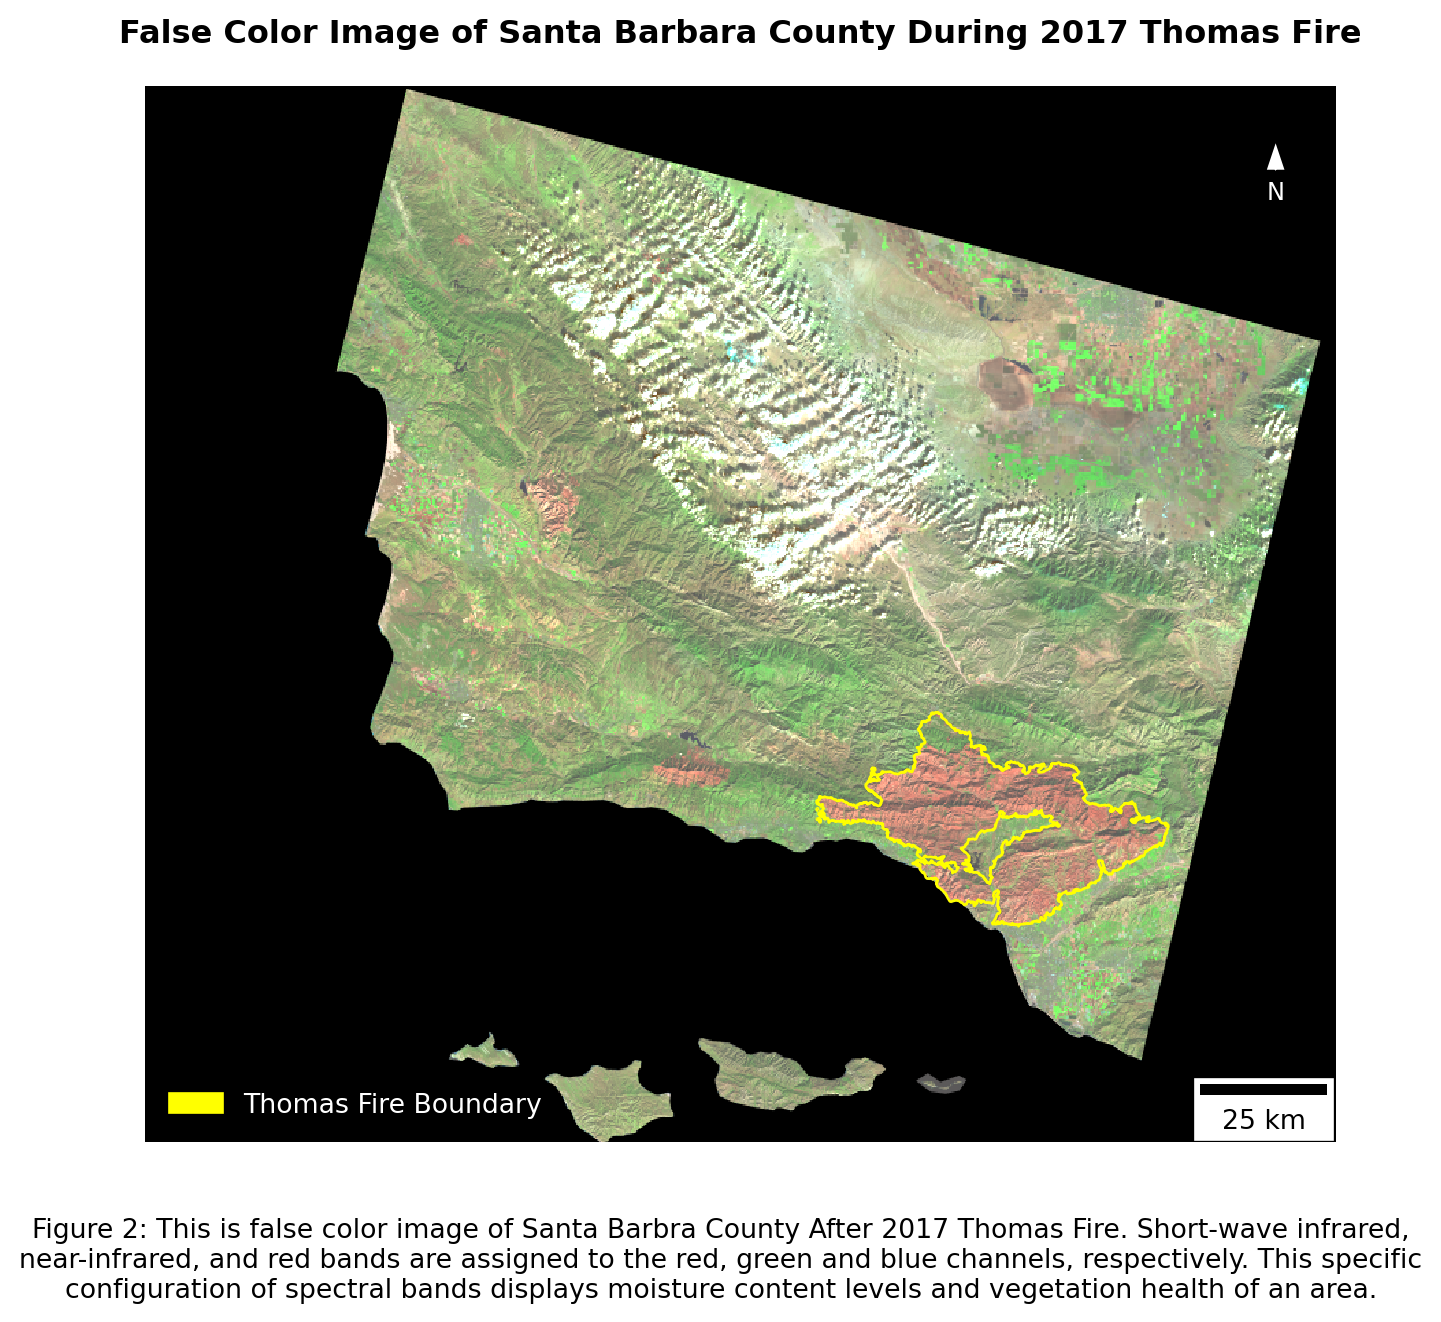 False Color Image of Santa Barbara County During 2017 Thomas Fire
N
Thomas Fire Boundary
25 km
Figure 2: This is false color image of Santa Barbra County After 2017 Thomas Fire. Short-wave infrared,
near-infrared, and red bands are assigned to the red, green and blue channels, respectively. This specific
configuration of spectral bands displays moisture content levels and vegetation health of an area.